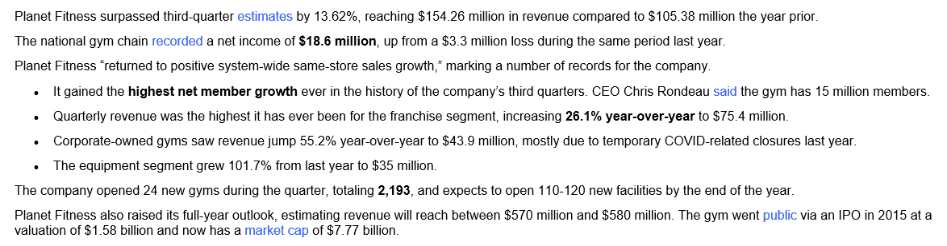 Planet Fitness surpassed third-quarter estimates by 13.62%, reaching $154.26 million in revenue compared to $105.38 million the year prior.
The national gym chain recorded a net income of $18.6 million, up from a $3.3 million loss during the same period last year.
Planet Fitness “returned to positive system-wide same-store sales growth,” marking a number of records for the company.
• It gained the highest net member growth ever in the history of the company's third quarters. CEO Chris Rondeau said the gym has 15 million members.
• Quarterly revenue was the highest it has ever been for the franchise segment, increasing 26.1% year-over-year to $75.4 million.
• Corporate-owned gyms saw revenue jump 55.2% year-over-year to $43.9 million, mostly due to temporary COVID-related closures last year.
• The equipment segment grew 101.7% from last year to $35 million.
The company opened 24 new gyms during the quarter, totaling 2,193, and expects to open 110-120 new facilities by the end of the year.
Planet Fitness also raised its full-year outlook, estimating revenue will reach between $570 million and $580 million. The gym went public via an IPO in 2015 at a
valuation of $1.58 billion and now has a market cap of $7.77 billion.